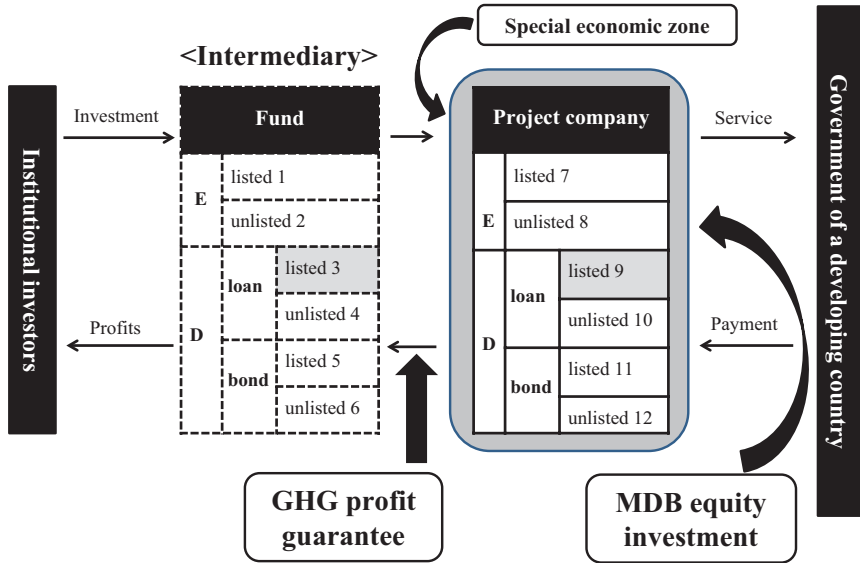 Special economic zone
<Intermediary>
Institutional investors
Investment
Fund
Project company
Service
Government of a developing country
E
listed 1
unlisted 2
D
loan
listed 3
unlisted 4
bond
listed 5
unlisted 6
E
listed 7
unlisted 8
D
loan
listed 9
unlisted 10
bond
listed 11
unlisted 12
Profits
Payment
GHG profit
guarantee
MDB equity
investment